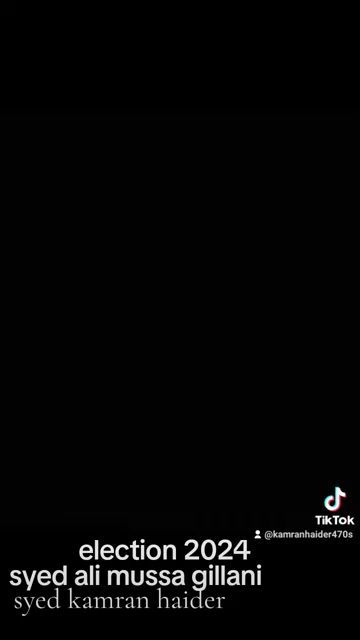 TikTok
@kamranhaider470s
election 2024
syed ali mussa gillani
syed kamran haider